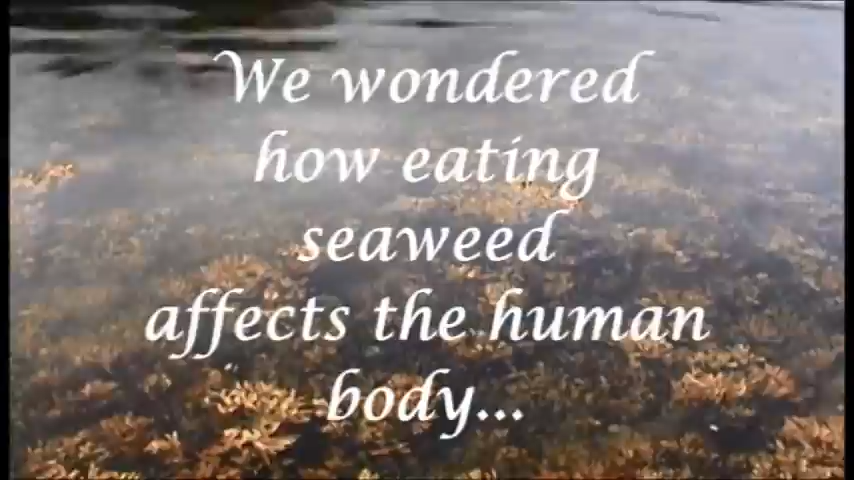 We wondered
how eating
seaweed
affects the human
body...